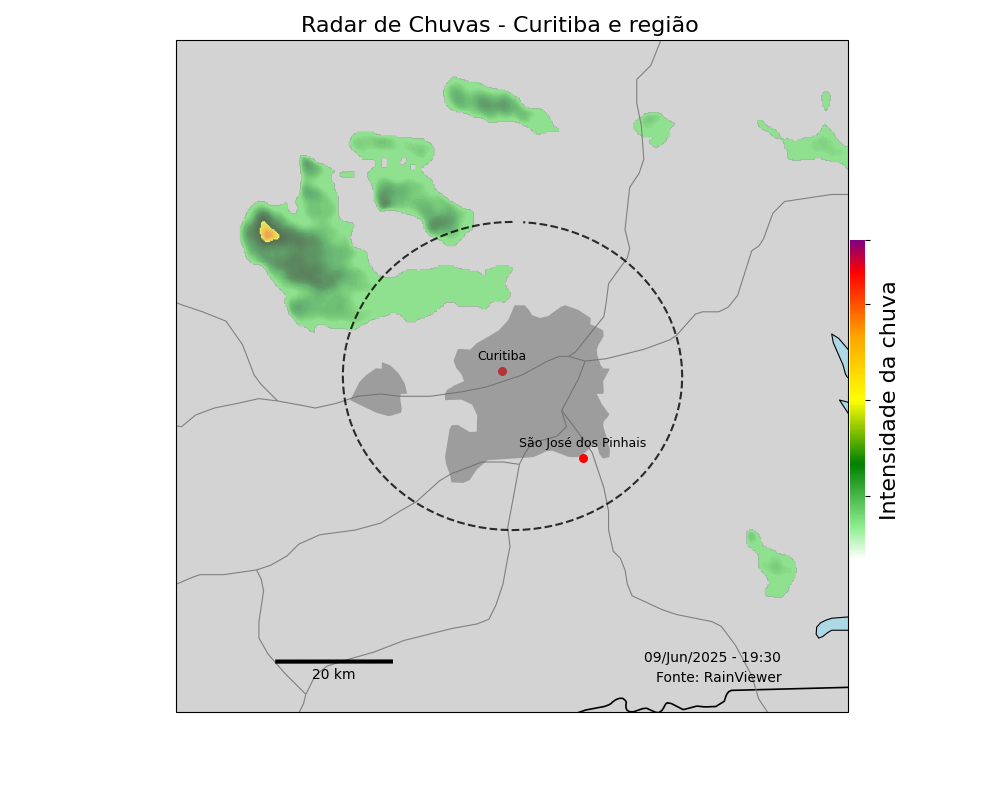 Radar de Chuvas - Curitiba e região
Curitiba
São José dos Pinhais
Intensidade da chuva
09/Jun/2025 - 19:30
Fonte: RainViewer
20 km